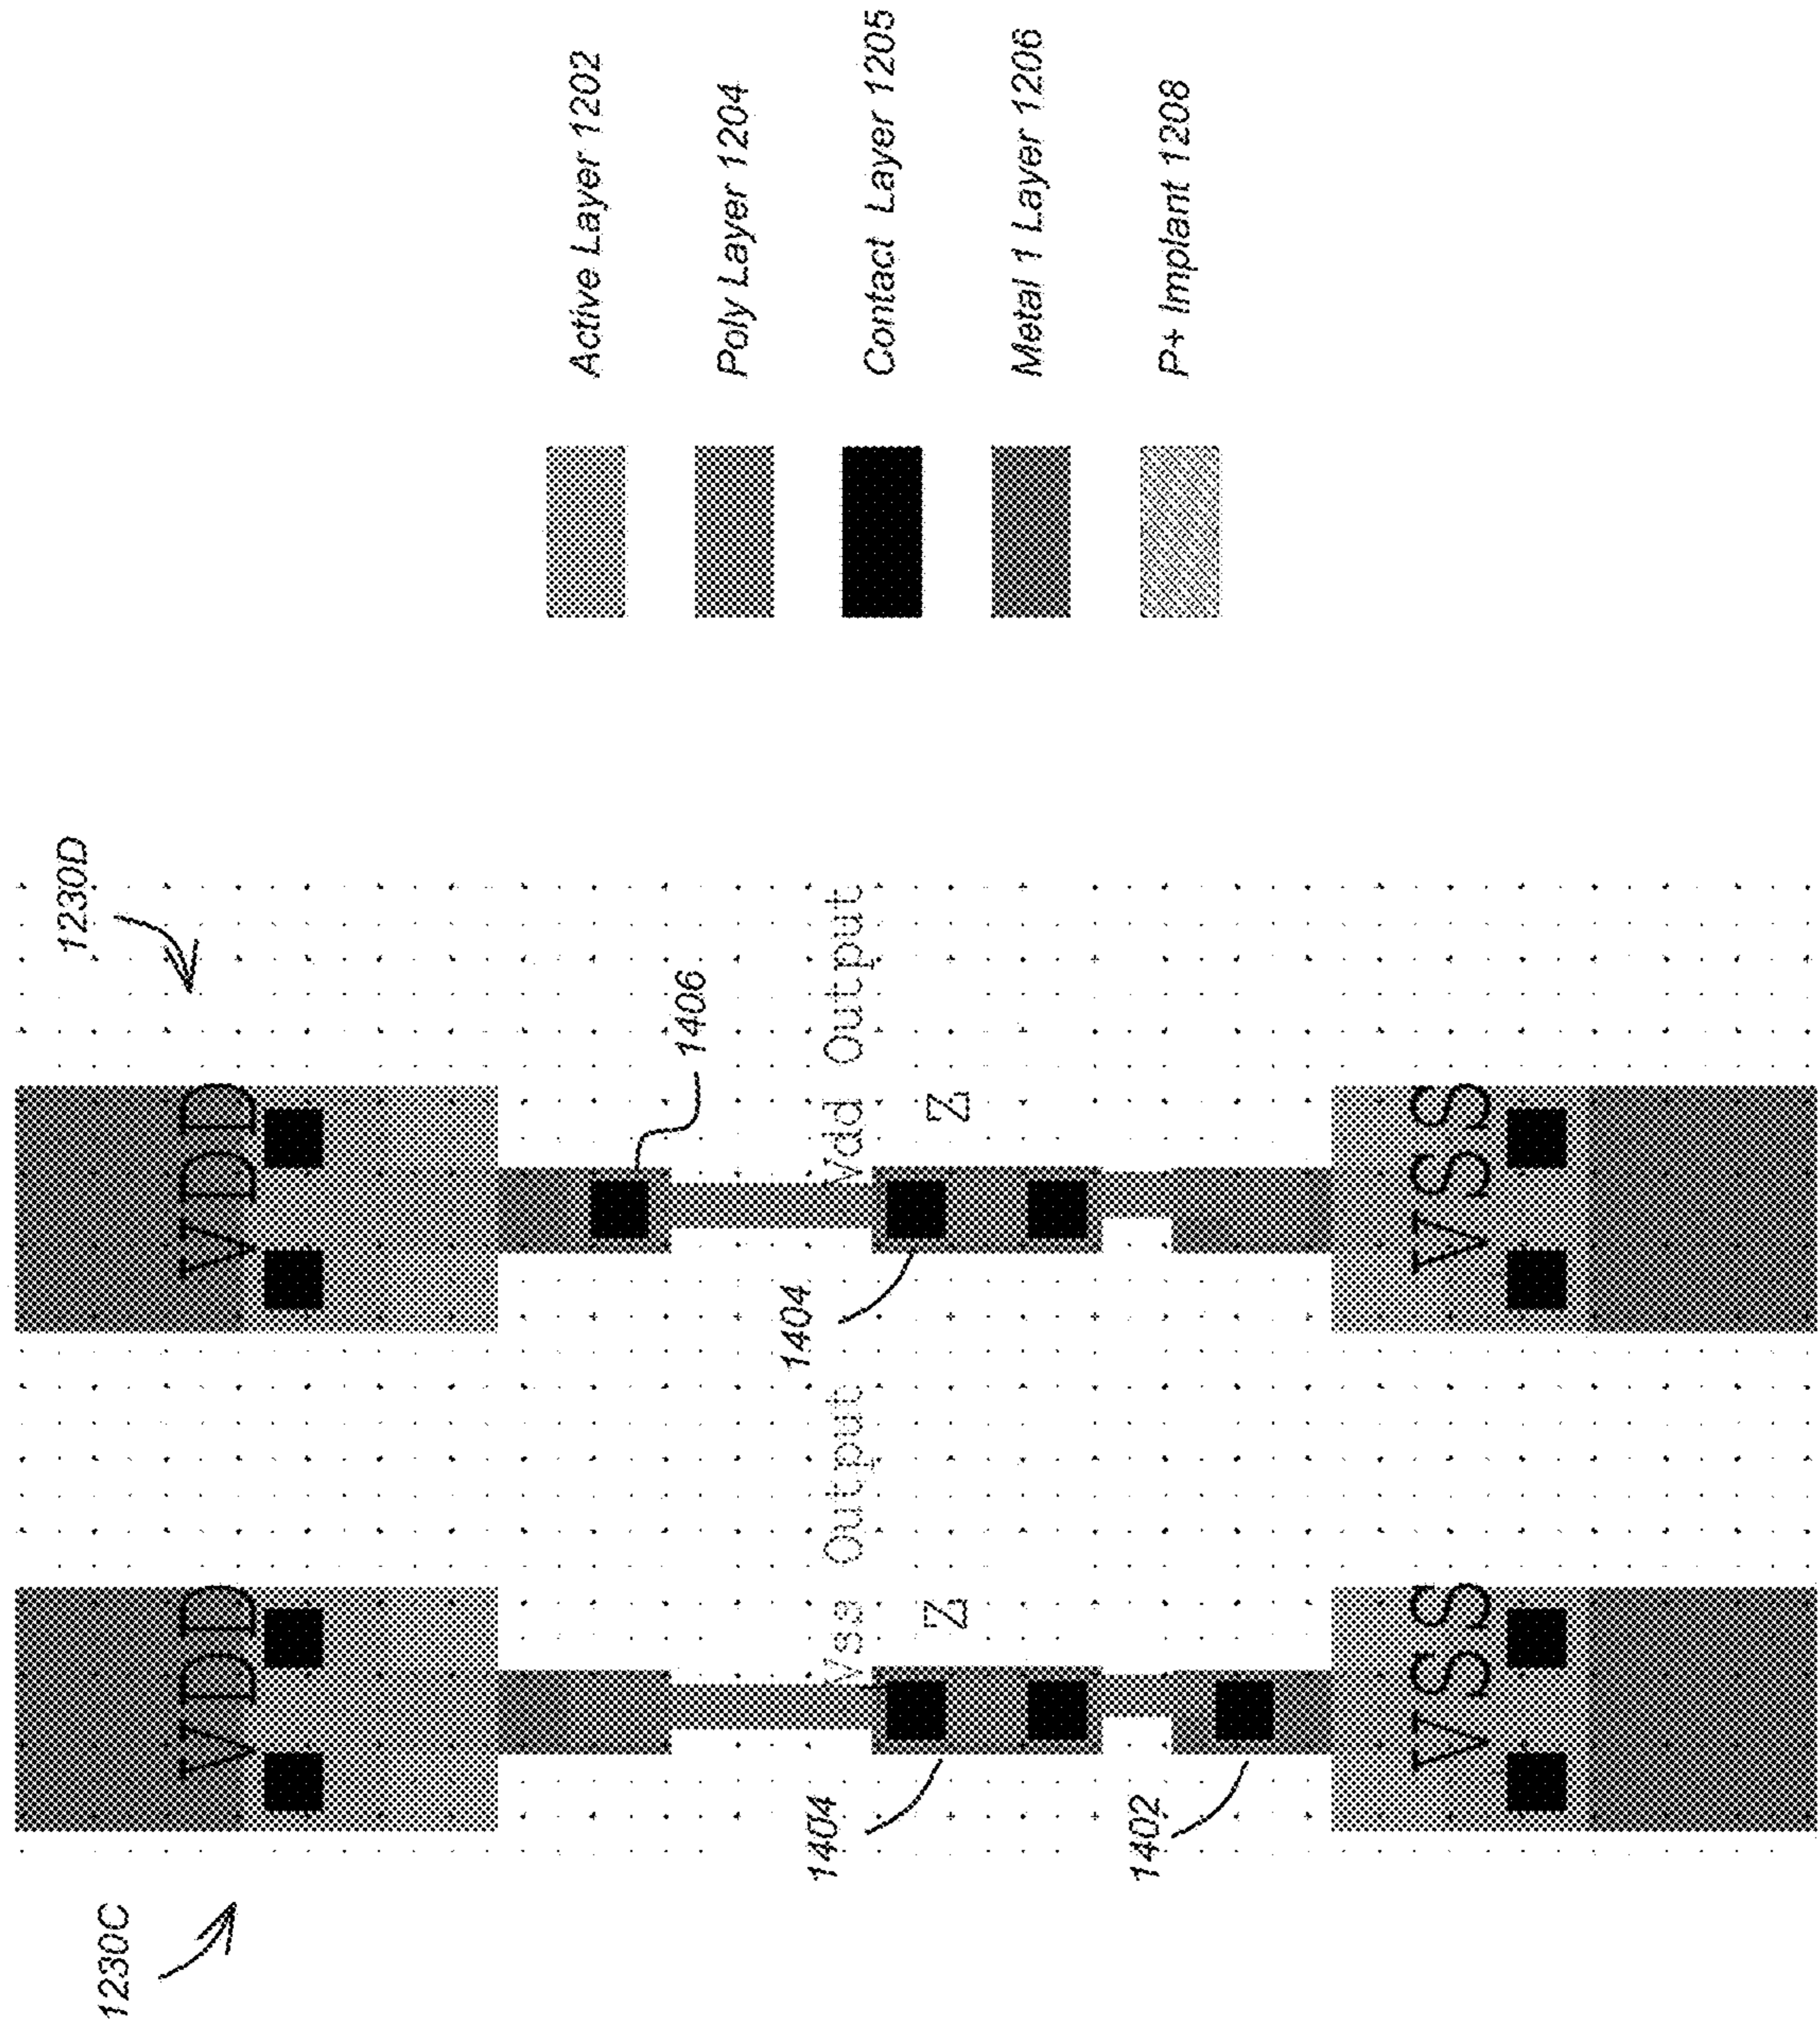 1230D
VDD
1406
Vdd Output
Z
1404
VSS
1230C
VDD
Vss Output
Z
1404
1402
VSS
Active Layer 1202
Poly Layer 1204
Contact Layer 1205
Metal 1 Layer 1206
P+ Implant 1208